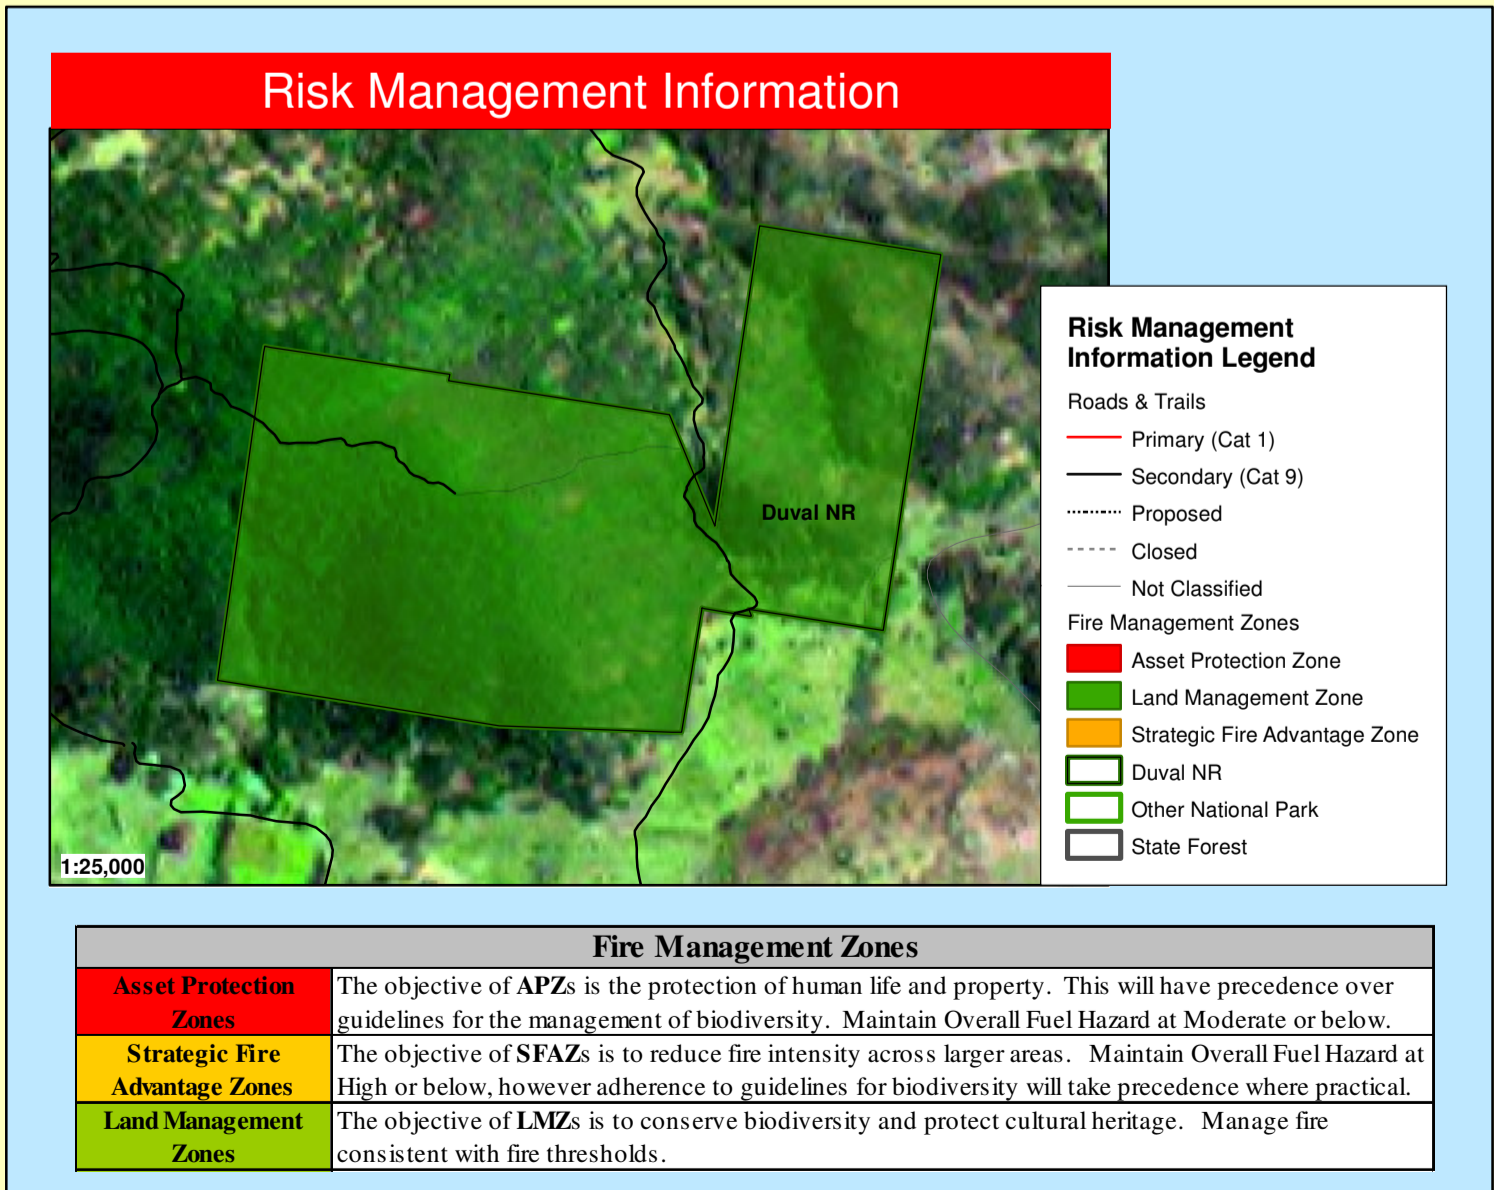 Risk Management Information
Duval NR
1:25,000
Risk Management
Information Legend
Roads & Trails
Primary (Cat 1)
Secondary (Cat 9)
Proposed
Closed
Not Classified
Fire Management Zones
Asset Protection Zone
Land Management Zone
Strategic Fire Advantage Zone
Duval NR
Other National Park
State Forest
Fire Management Zones
Asset Protection
Zones
The objective of APZs is the protection of human life and property. This will have precedence over
guidelines for the management of biodiversity. Maintain Overall Fuel Hazard at Moderate or below.
Strategic Fire
Advantage Zones
The objective of SFAZs is to reduce fire intensity across larger areas. Maintain Overall Fuel Hazard at
High or below, however adherence to guidelines for biodiversity will take precedence where practical.
Land Management
Zones
The objective of LMZs is to conserve biodiversity and protect cultural heritage. Manage fire
consistent with fire thresholds.